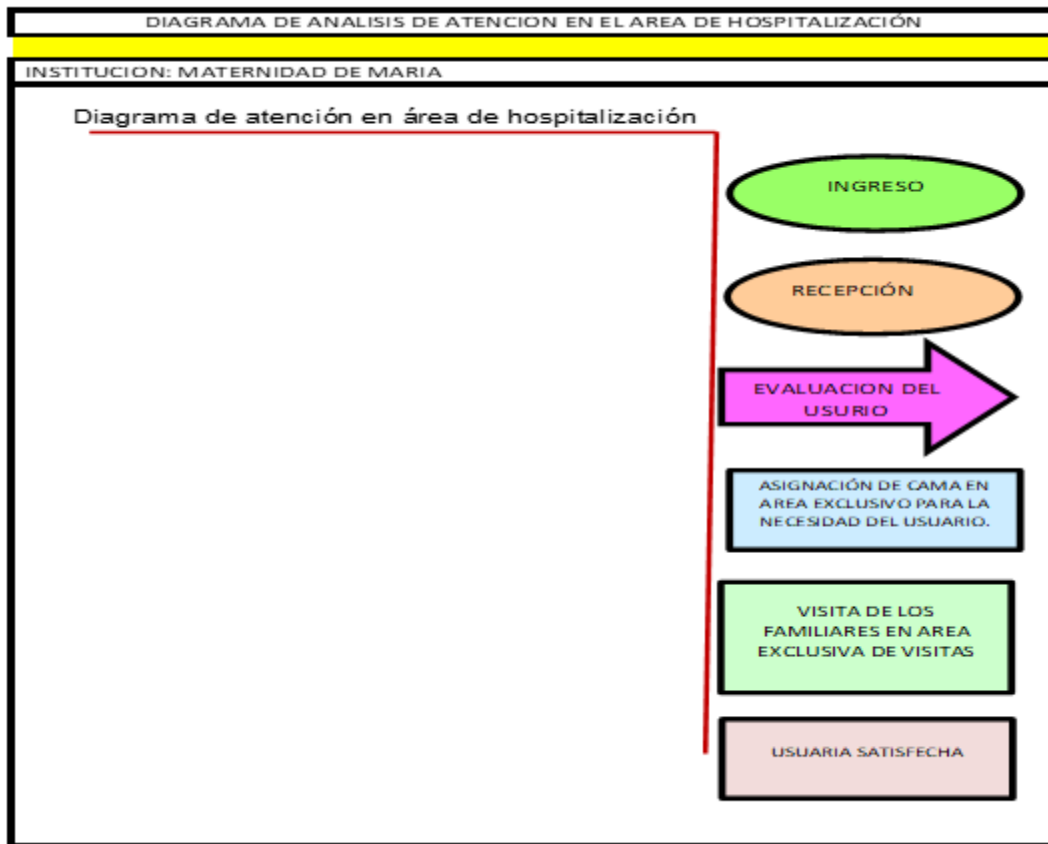 DIAGRAMA DE ANALISIS DE ATENCION EN EL AREA DE HOSPITALIZACIÓN
INSTITUCION: MATERNIDAD DE MARIA
Diagrama de atención en área de hospitalización
INGRESO
RECEPCIÓN
EVALUACION DEL
USURIO
ASIGNACIÓN DE CAMA EN
AREA EXCLUSIVO PARA LA
NECESIDAD DEL USUARIO.
VISITA DE LOS
FAMILIARES EN AREA
EXCLUSIVA DE VISITAS
USUARIA SATISFECHA